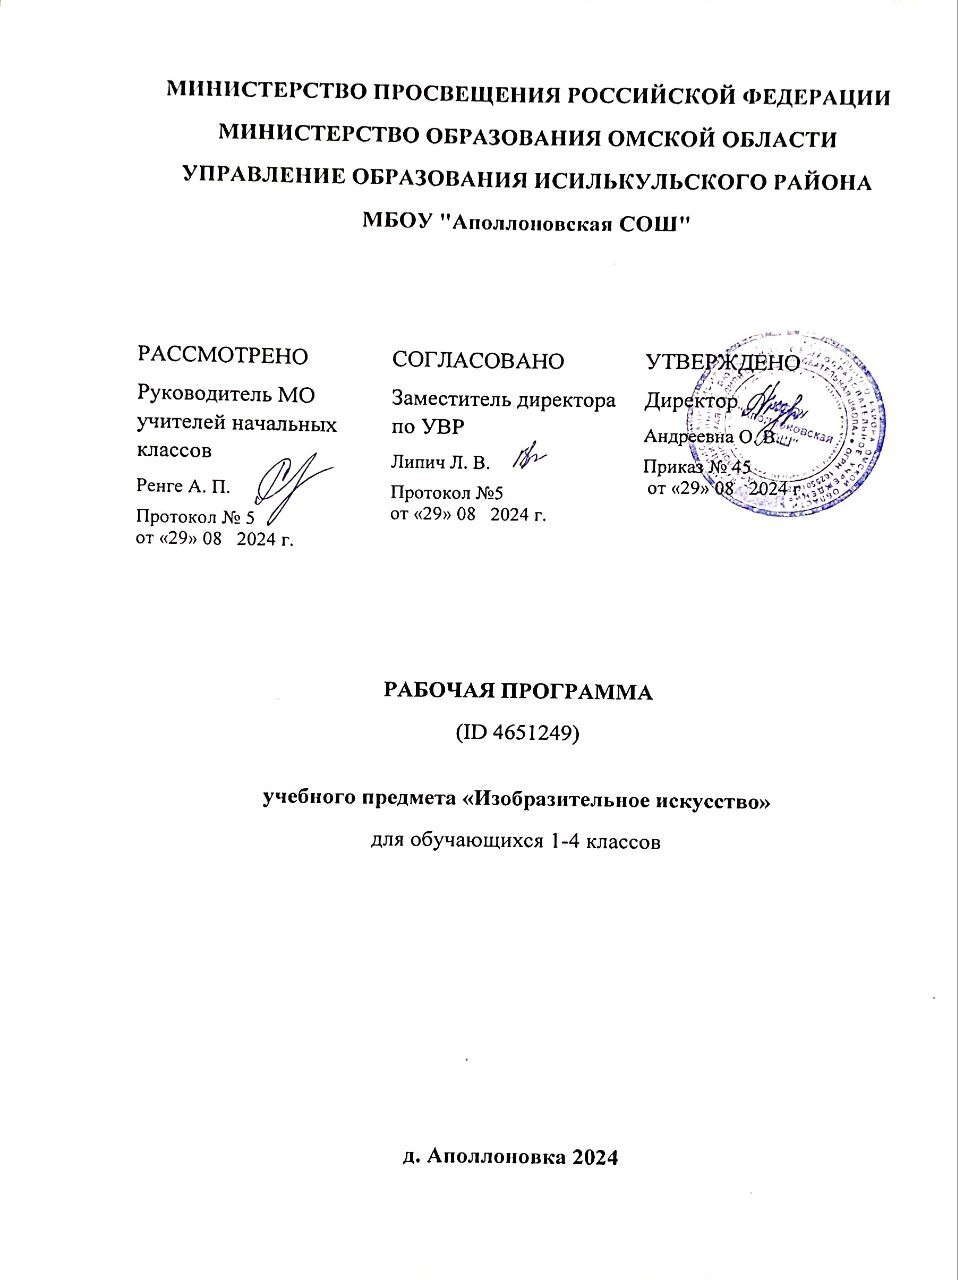 МИНИСТЕРСТВО ПРОСВЕЩЕНИЯ РОССИЙСКОЙ ФЕДЕРАЦИИ
МИНИСТЕРСТВО ОБРАЗОВАНИЯ ОМСКОЙ ОБЛАСТИ
УПРАВЛЕНИЕ ОБРАЗОВАНИЯ ИСИЛЬКУЛЬСКОГО РАЙОНА
МБОУ "Аполлоновская СОШ"
РАССМОТРЕНО
Руководитель МО
учителей начальных
классов
Ренге А. П.
Протокол № 5
от «29» 08 2024 г.
СОГЛАСОВАНО
Заместитель директора
по УВР
Липич Л. В.
Протокол №5
от «29» 08 2024 г.
УТВЕРЖДЕНО
Директор
Андреевна О. В.
Приказ № 45
от «29» 08 2024 г.
РАБОЧАЯ ПРОГРАММА
(ID 4651249)
учебного предмета «Изобразительное искусство»
для обучающихся 1-4 классов
д. Аполлоновка 2024